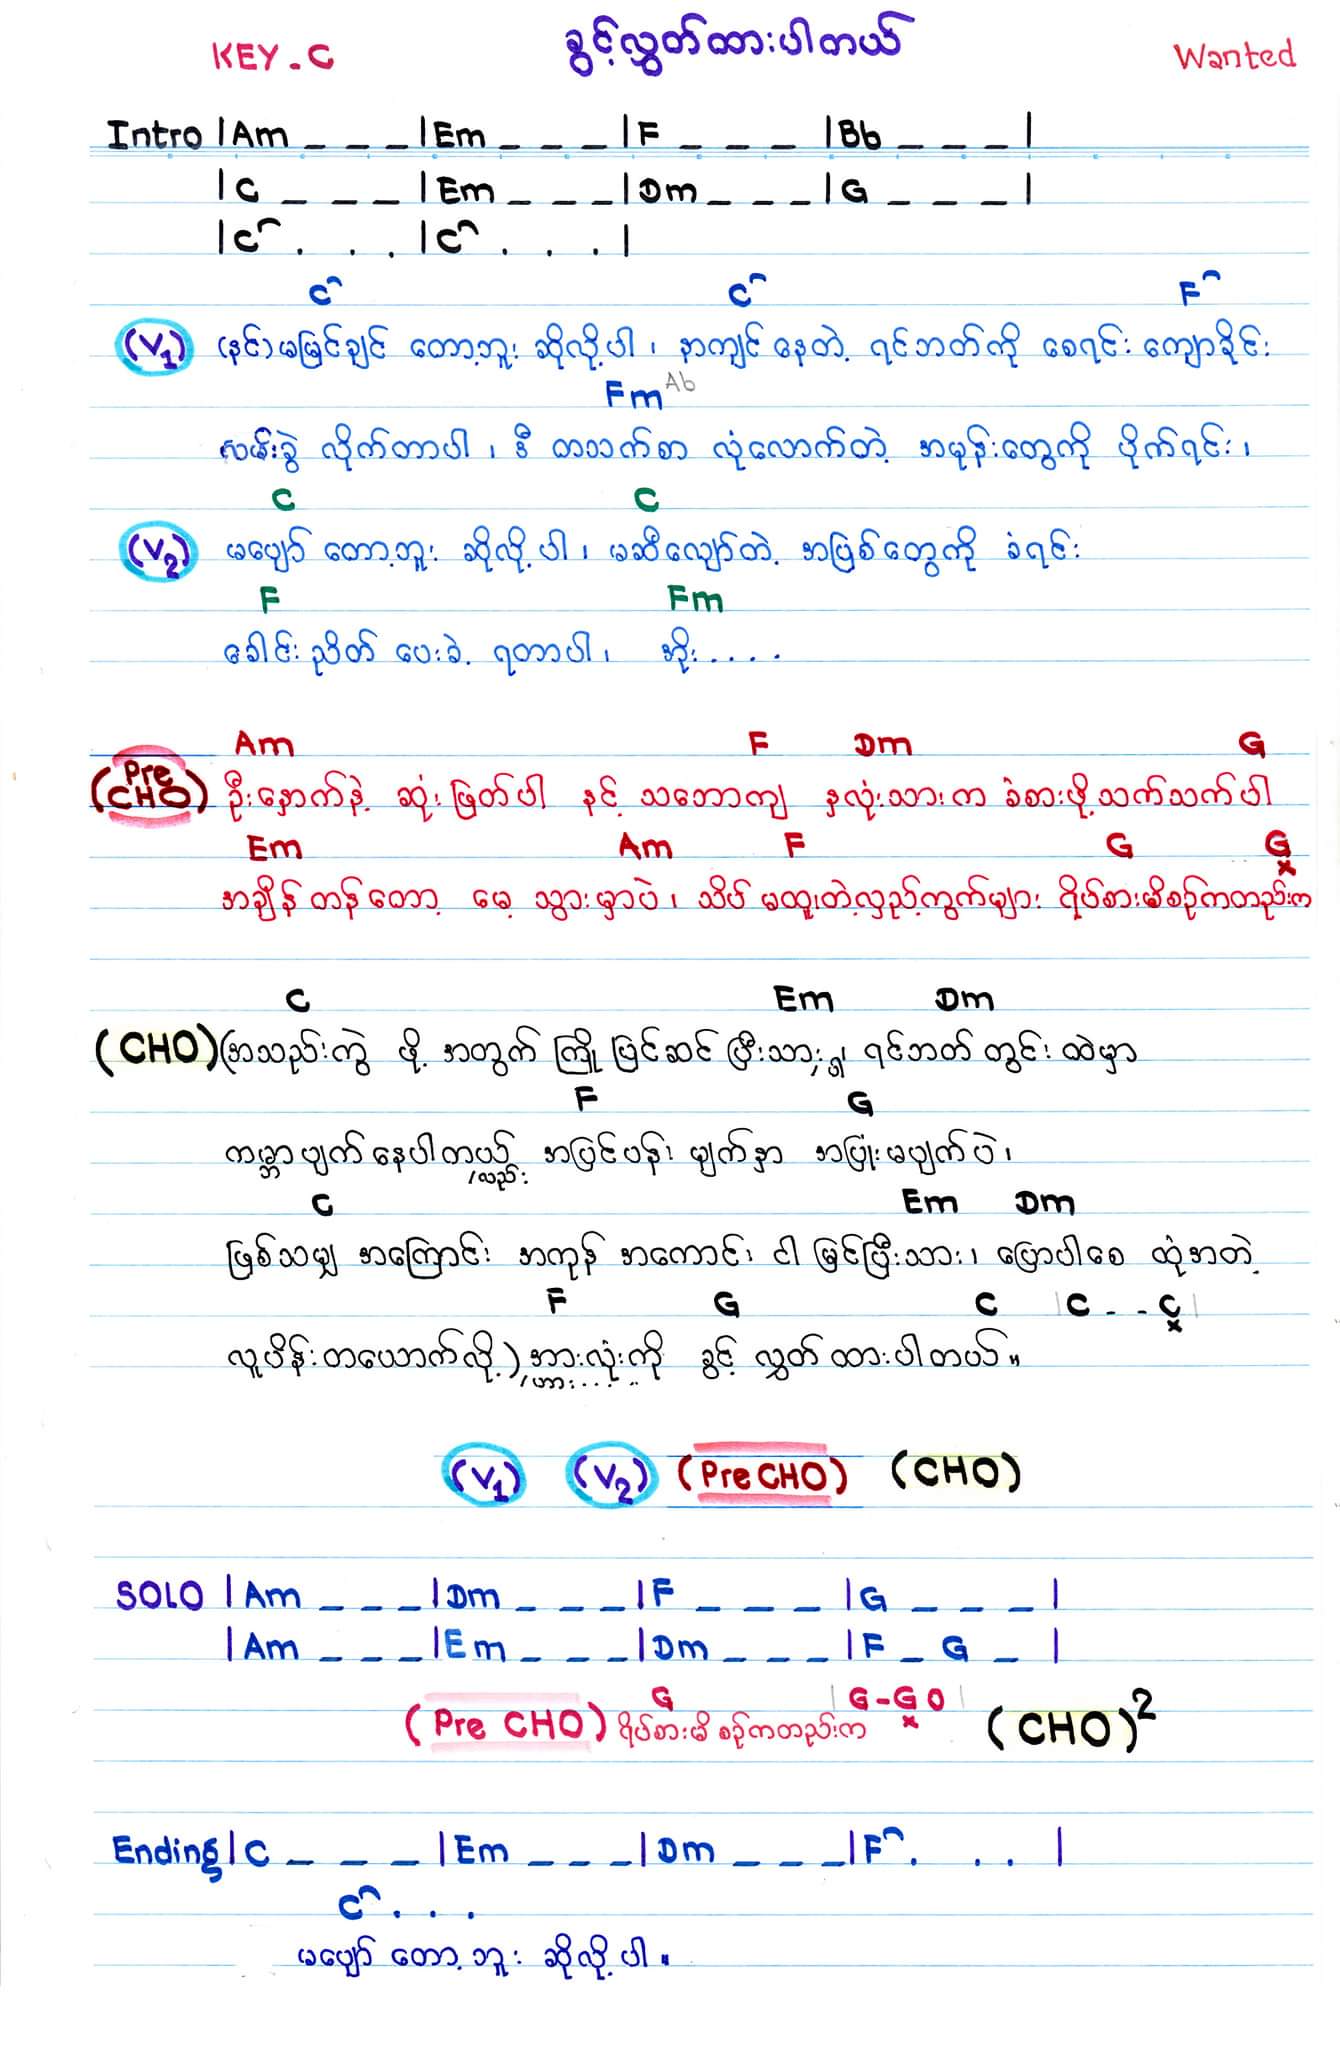 KEY - C ခွင့်လွှတ်ထားပါတယ် Wanted
Intro |Am _ _ _ |Em _ _ _ |F _ _ _ |Bb _ _ _ |
|C _ _ _ |Em _ _ _ |Dm _ _ _ |G _ _ _ |
|C^ . . . |C^ . . . |
C^ C^ F^
(V1) (နင်)မမြင်ချင် တော့ဘူး ဆိုလို့ပါ၊ နာကျင်နေတဲ့ ရင်ဘတ်ကို စေရင်း ကျောခိုင်း
Fm Ab
လမ်းခွဲ လိုက်တာပါ၊ ဒီ တသက်စာ လုံလောက်တဲ့ အမုန်းတွေကို ပိုက်ရင်း၊
C C
(V2) မပျော် တော့ဘူး ဆိုလို့ပါ၊ မဆီလျော်တဲ့ အဖြစ်တွေကို ခံရင်း
F Fm
ခေါင်းညိတ် ပေးခဲ့ ရတာပါ၊ အိုး....
Am F Dm G
(Pre CHO) ဦးနှောက်နဲ့ ဆုံးဖြတ်ပါ နင့် သဘောကျ နှလုံးသားက ခံစားဖို့သက်သက်ပါ
Em Am F G G x
အချိန်တန်တော့ မေ့ သွားမှာပဲ၊ သိပ် မထူးတဲ့လှည့်ကွက်များ ရိပ်စားမိစဉ်ကတည်းက
C Em Dm
(CHO) (အသည်းကွဲ ဖို့ အတွက် ကြိုပြင်ဆင်ပြီးသား၊ ရင်ဘတ်တွင်းထဲမှာ
F G
ကမ္ဘာပျက်နေပါတယ် အပြင်ပန်း မျက်နှာ အပြုံးမပျက်ပဲ၊
လည်း
C Em Dm
ဖြစ်သမျှ အကြောင်း အကုန် အကောင်း ငါ မြင်ပြီးသား၊ ပြောပါစေ ထုံအတဲ့
F G C |C - - C x|
လူပိန်းတယောက်လို့) အားလုံးကို ခွင့်လွှတ်ထားပါတယ်။
(V1) (V2) (Pre CHO) (CHO)
SOLO |Am _ _ _ |Dm _ _ _ |F _ _ _ |G _ _ _ |
|Am _ _ _ |Em _ _ _ |Dm _ _ _ |F _ G _ |
G |G - G x 0|
(Pre CHO) ရိပ်စားမိစဉ်ကတည်းက (CHO)2
Ending |C _ _ _ |Em _ _ _ |Dm _ _ _ |F^ . . . |
C^ . . .
မပျော် တော့ဘူး ဆိုလို့ပါ။